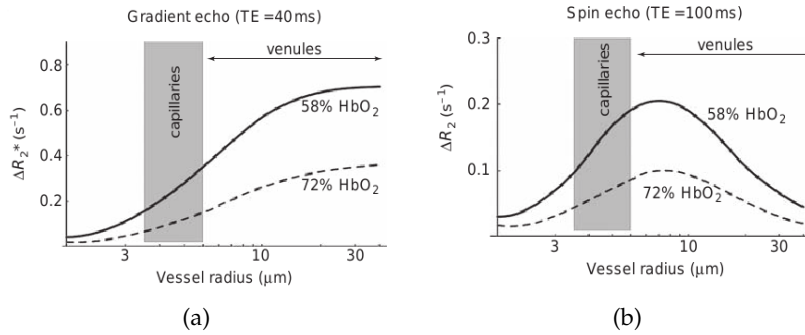 Gradient echo (TE = 40 ms)
0.8
0.6
0.4
0.2
ΔR2* (s−1)
capillaries
venules
58% HbO2
72% HbO2
3
10
30
Vessel radius (μm)
(a)
Spin echo (TE = 100 ms)
0.3
0.2
0.1
ΔR2 (s−1)
capillaries
venules
58% HbO2
72% HbO2
3
10
30
Vessel radius (μm)
(b)